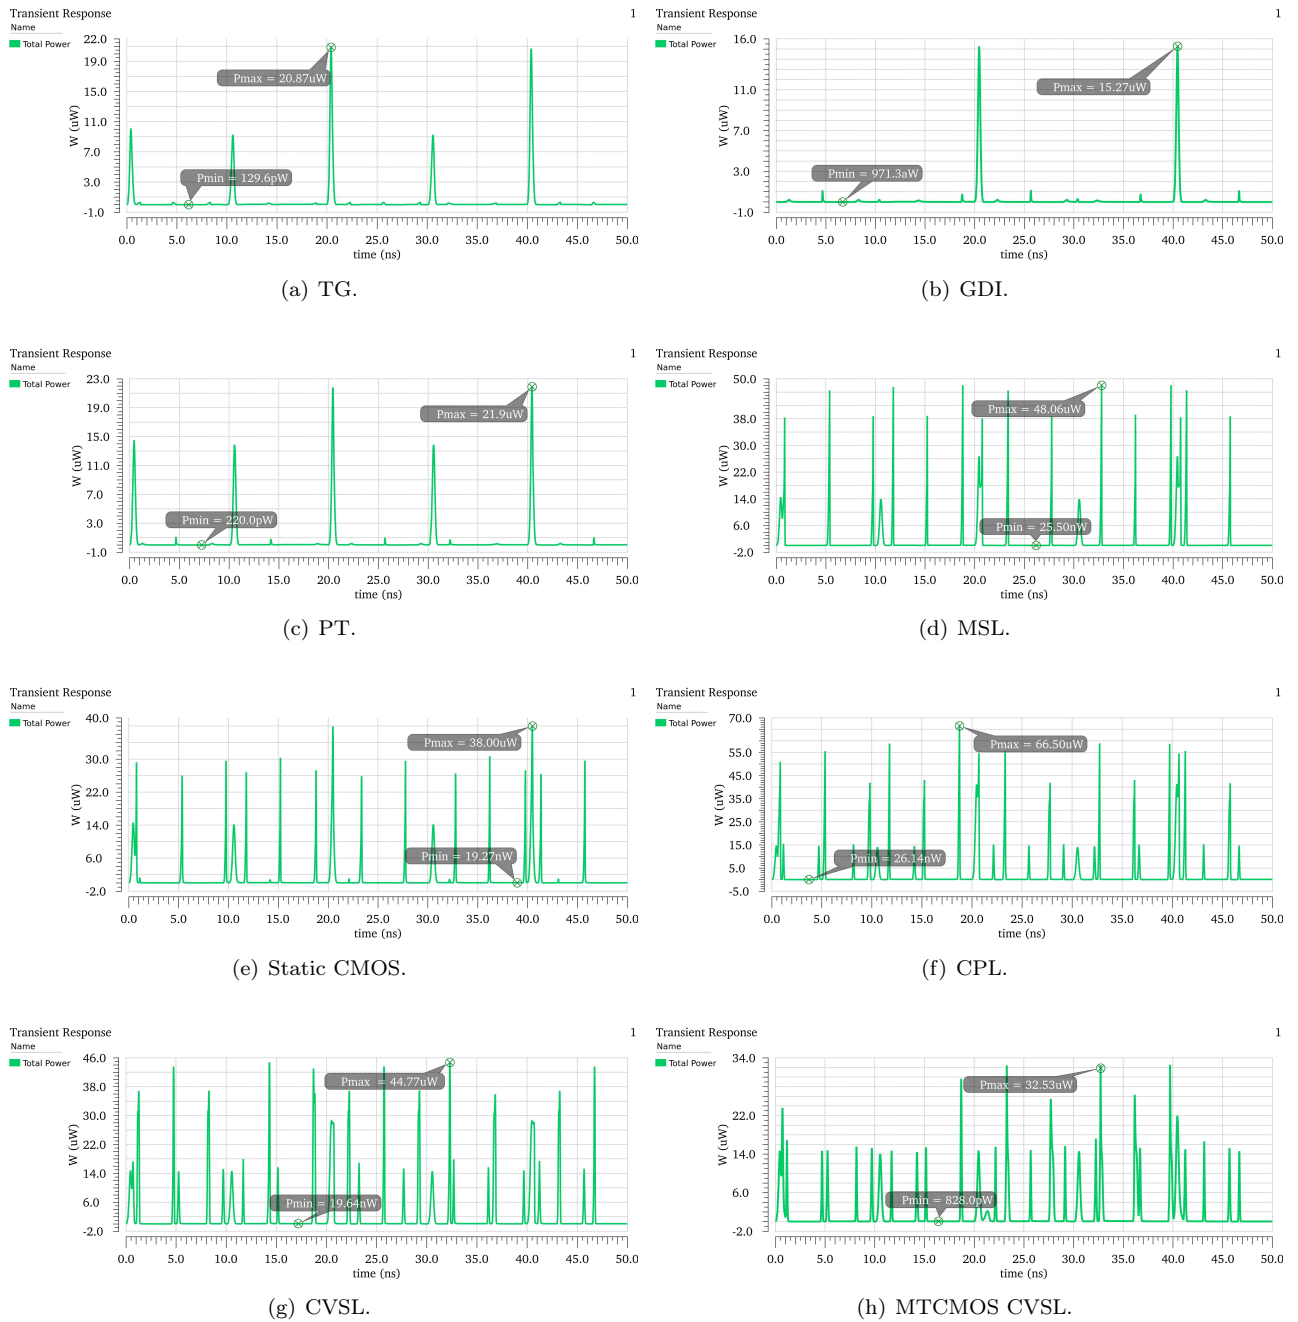 Transient Response 1
Name
Total Power
W (uW)
22.0
19.0
15.0
11.0
7.0
3.0
-1.0
Pmax = 20.87uW
Pmin = 129.6pW
0.0 5.0 10.0 15.0 20.0 25.0 30.0 35.0 40.0 45.0 50.0
time (ns)
(a) TG.
Transient Response 1
Name
Total Power
W (uW)
16.0
11.0
7.0
3.0
-1.0
Pmax = 15.27uW
Pmin = 971.3aW
0.0 5.0 10.0 15.0 20.0 25.0 30.0 35.0 40.0 45.0 50.0
time (ns)
(b) GDI.
Transient Response 1
Name
Total Power
W (uW)
23.0
19.0
15.0
11.0
7.0
3.0
-1.0
Pmax = 21.9uW
Pmin = 220.0pW
0.0 5.0 10.0 15.0 20.0 25.0 30.0 35.0 40.0 45.0 50.0
time (ns)
(c) PT.
Transient Response 1
Name
Total Power
W (uW)
50.0
38.0
30.0
22.0
14.0
6.0
-2.0
Pmax = 48.06uW
Pmin = 25.50nW
0.0 5.0 10.0 15.0 20.0 25.0 30.0 35.0 40.0 45.0 50.0
time (ns)
(d) MSL.
Transient Response 1
Name
Total Power
W (uW)
40.0
30.0
22.0
14.0
6.0
-2.0
Pmax = 38.00uW
Pmin = 19.27nW
0.0 5.0 10.0 15.0 20.0 25.0 30.0 35.0 40.0 45.0 50.0
time (ns)
(e) Static CMOS.
Transient Response 1
Name
Total Power
W (uW)
70.0
55.0
45.0
35.0
25.0
15.0
5.0
-5.0
Pmax = 66.50uW
Pmin = 26.14nW
0.0 5.0 10.0 15.0 20.0 25.0 30.0 35.0 40.0 45.0 50.0
time (ns)
(f) CPL.
Transient Response 1
Name
Total Power
W (uW)
46.0
38.0
30.0
22.0
14.0
6.0
-2.0
Pmax = 44.77uW
Pmin = 19.64nW
0.0 5.0 10.0 15.0 20.0 25.0 30.0 35.0 40.0 45.0 50.0
time (ns)
(g) CVSL.
Transient Response 1
Name
Total Power
W (uW)
34.0
22.0
14.0
6.0
-2.0
Pmax = 32.53uW
Pmin = 828.0pW
0.0 5.0 10.0 15.0 20.0 25.0 30.0 35.0 40.0 45.0 50.0
time (ns)
(h) MTCMOS CVSL.